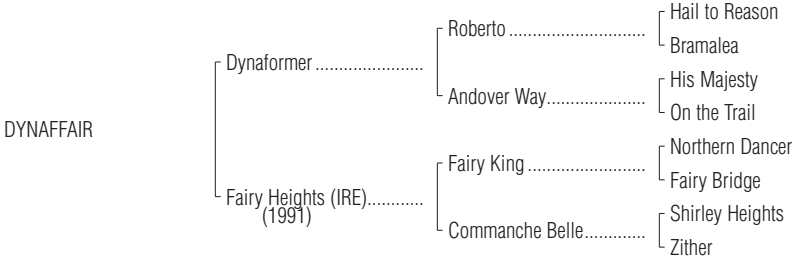 Hail to Reason
Roberto ............................
Bramalea
Dynaformer .......................
His Majesty
Andover Way.....................
On the Trail
DYNAFFAIR
Northern Dancer
Fairy King .........................
Fairy Bridge
Fairy Heights (IRE)............
(1991)
Shirley Heights
Commanche Belle.............
Zither